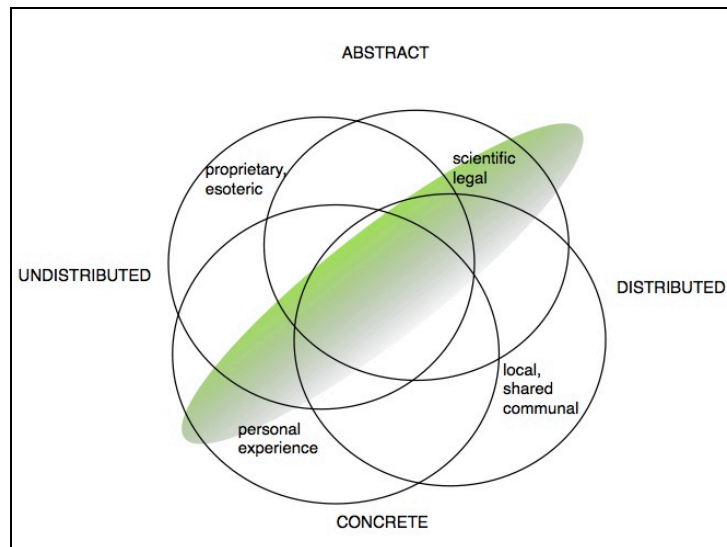 ABSTRACT
proprietary,
esoteric
scientific
legal
UNDISTRIBUTED
DISTRIBUTED
local,
shared
communal
personal
experience
CONCRETE